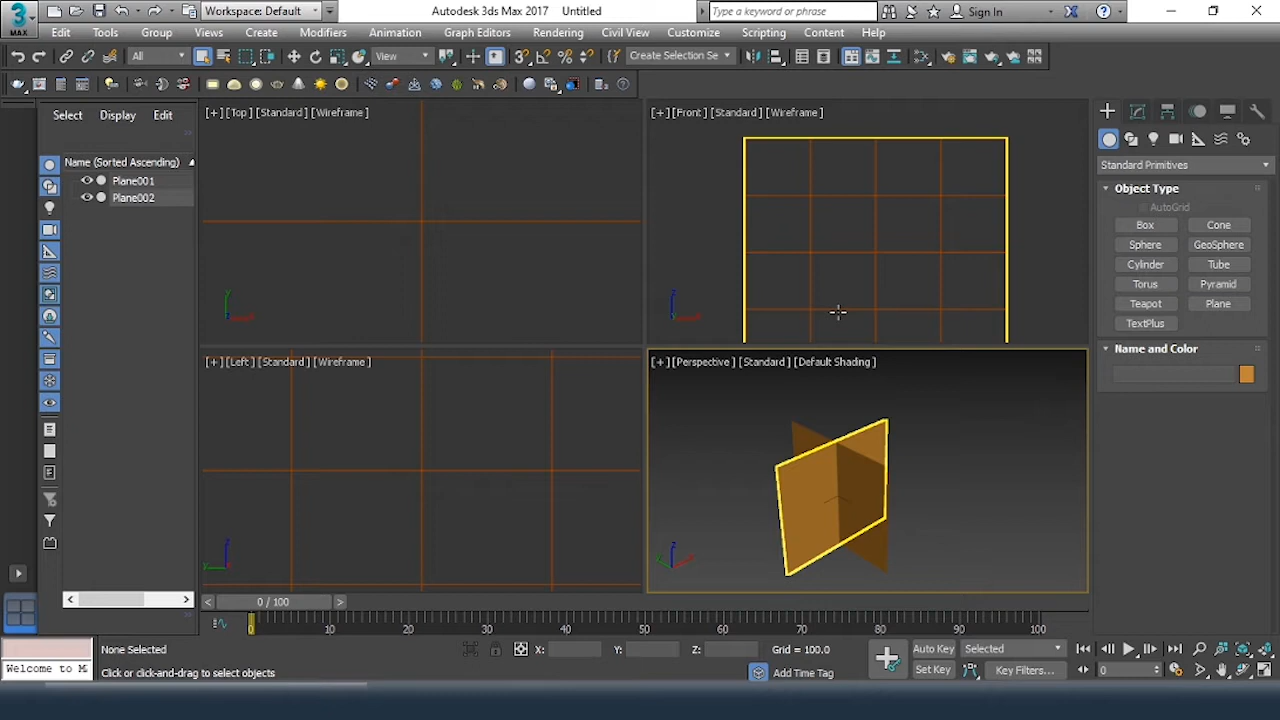 3 MAX Workspace: Default Autodesk 3ds Max 2017 Untitled Type a keyword or phrase Sign In
Edit Tools Group Views Create Modifiers Animation Graph Editors Rendering Civil View Customize Scripting Content Help
All View 3 Create Selection Se
Select Display Edit
Name (Sorted Ascending)
Plane001
Plane002
[+] [Top] [Standard] [Wireframe]
[+] [Front] [Standard] [Wireframe]
[+] [Left] [Standard] [Wireframe]
[+] [Perspective] [Standard] [Default Shading]
Standard Primitives
Object Type
AutoGrid
Box Cone
Sphere GeoSphere
Cylinder Tube
Torus Pyramid
Teapot Plane
TextPlus
Name and Color
0 / 100
0 10 20 30 40 50 60 70 80 90 100
None Selected X: Y: Z: Grid = 100.0 Auto Key Selected
Welcome to M Click or click-and-drag to select objects Add Time Tag Set Key Key Filters... 0